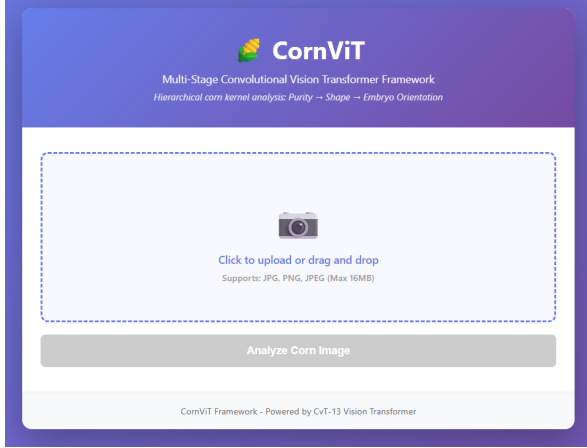 🌽 CornViT
Multi-Stage Convolutional Vision Transformer Framework
Hierarchical corn kernel analysis: Purity → Shape → Embryo Orientation
Click to upload or drag and drop
Supports: JPG, PNG, JPEG (Max 16MB)
Analyze Corn Image
CornViT Framework - Powered by CvT-13 Vision Transformer